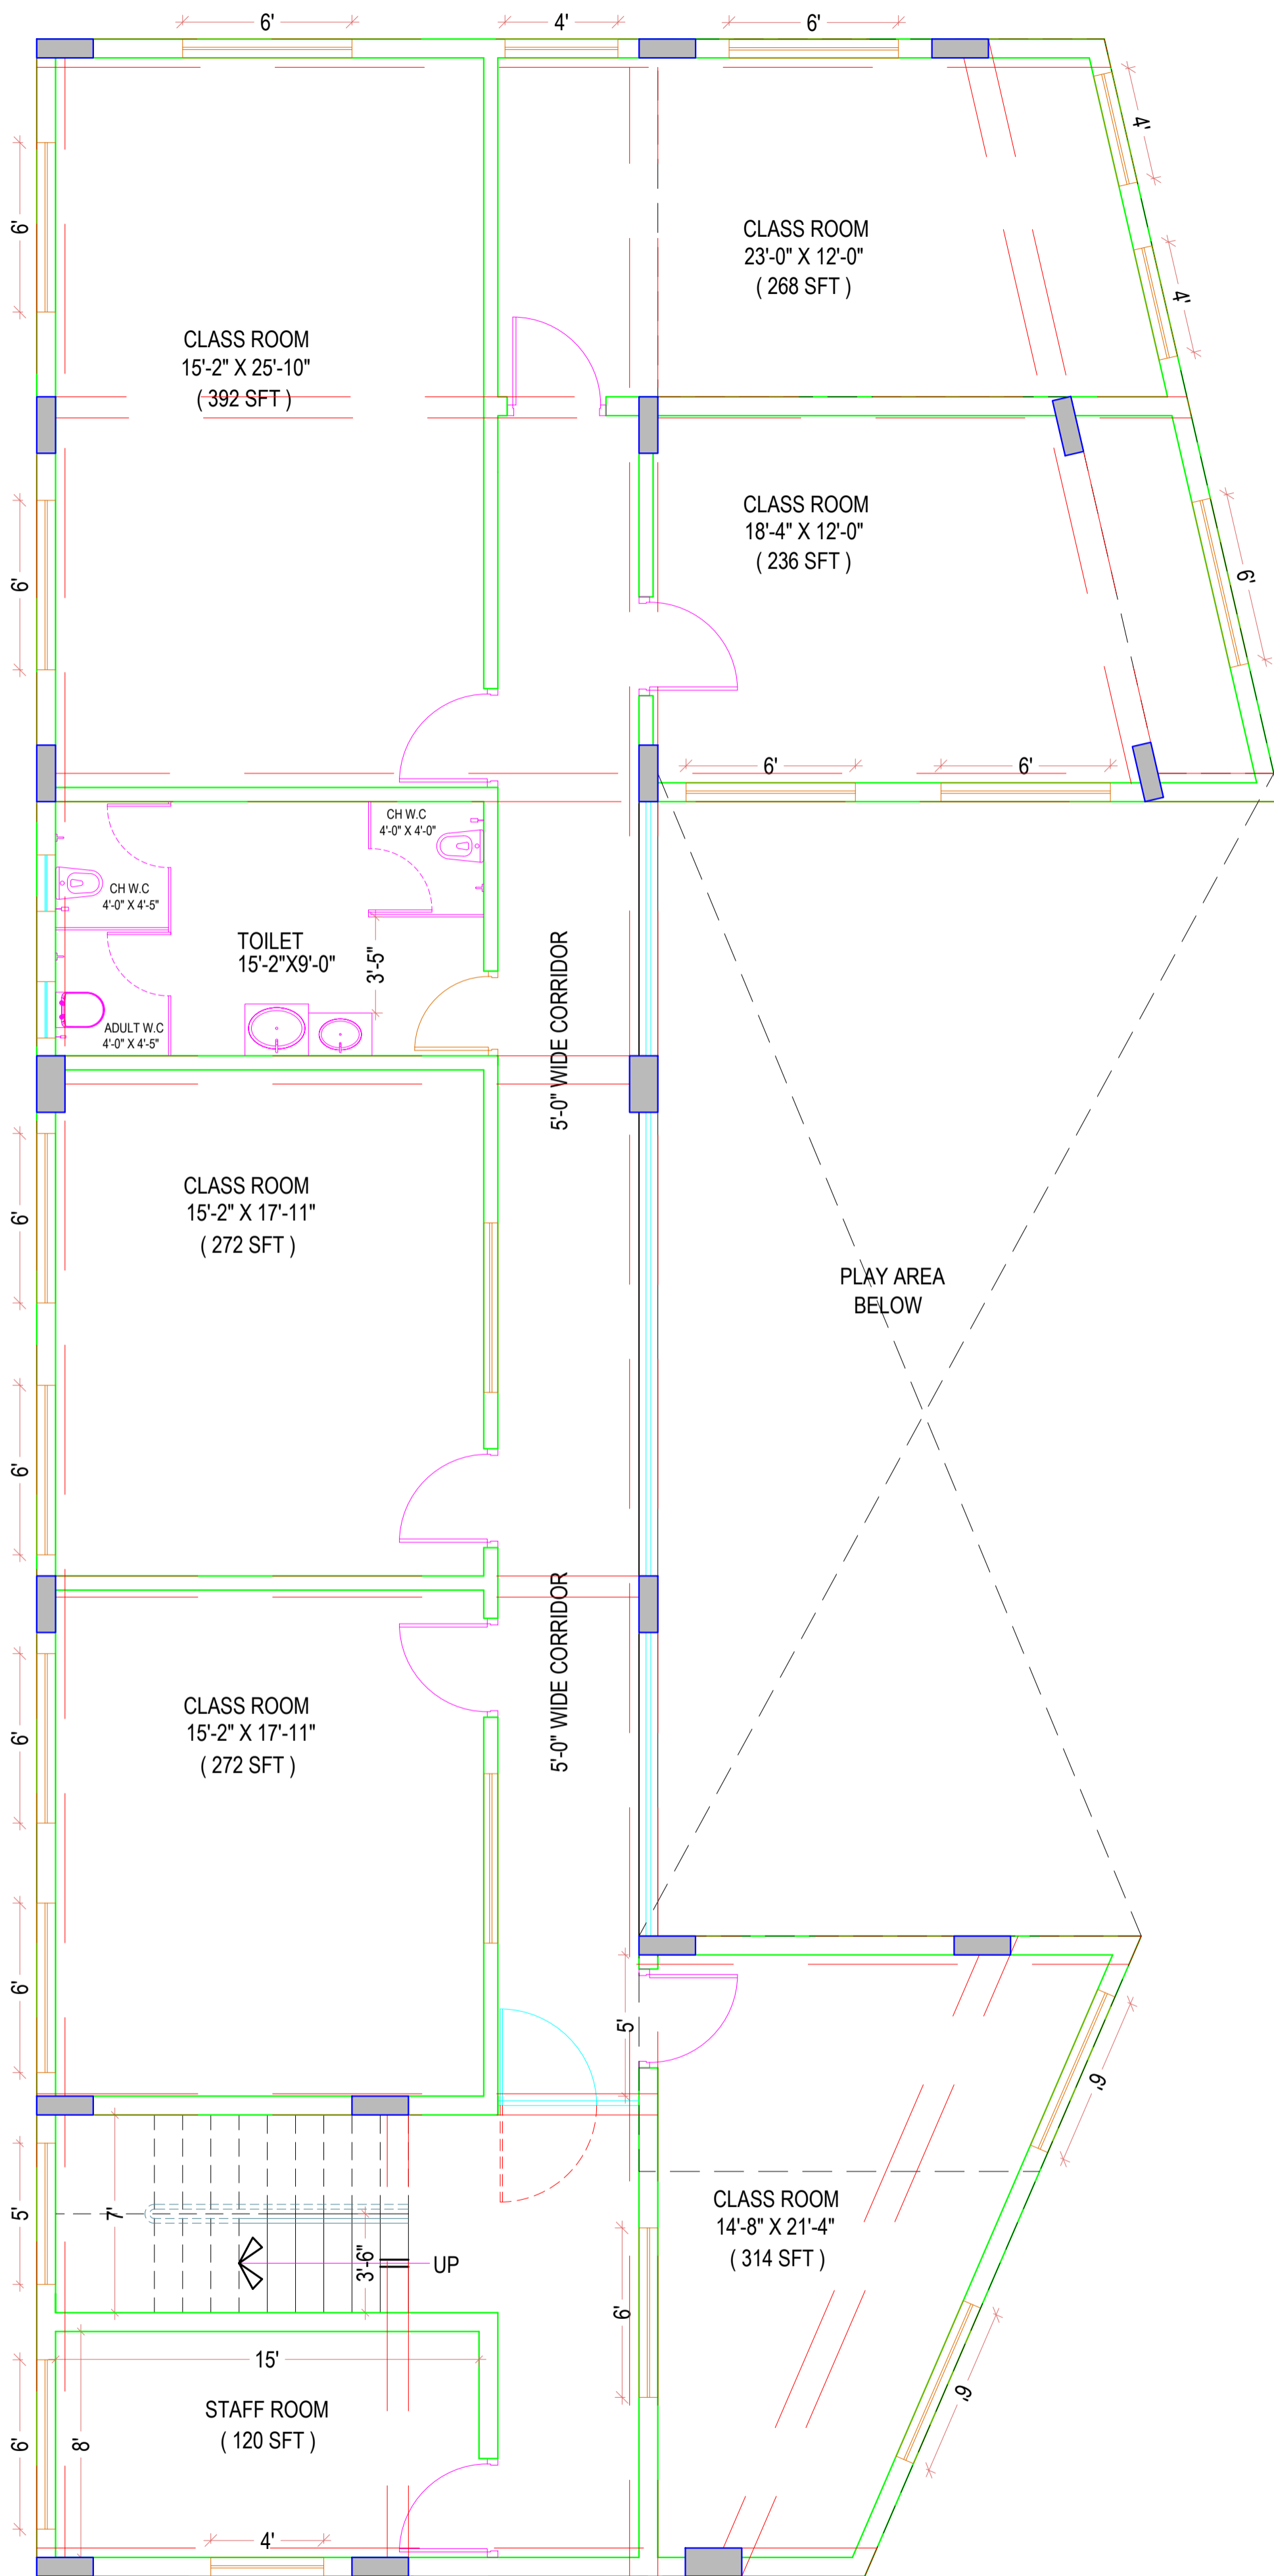 6'
4'
6'
4'
6'
4'
CLASS ROOM
23'-0" X 12'-0"
( 268 SFT )
CLASS ROOM
15'-2" X 25'-10"
( 392 SFT )
CLASS ROOM
18'-4" X 12'-0"
( 236 SFT )
6'
6'
6'
6'
CH W.C
4'-0" X 4'-0"
CH W.C
4'-0" X 4'-5"
TOILET
15'-2"X9'-0"
3'-5"
ADULT W.C
4'-0" X 4'-5"
5'-0" WIDE CORRIDOR
CLASS ROOM
15'-2" X 17'-11"
( 272 SFT )
6'
PLAY AREA
BELOW
6'
5'-0" WIDE CORRIDOR
CLASS ROOM
15'-2" X 17'-11"
( 272 SFT )
6'
6'
5'
6'
5'
7'
3'-6"
UP
CLASS ROOM
14'-8" X 21'-4"
( 314 SFT )
6'
15'
6'
STAFF ROOM
( 120 SFT )
6'
8'
4'